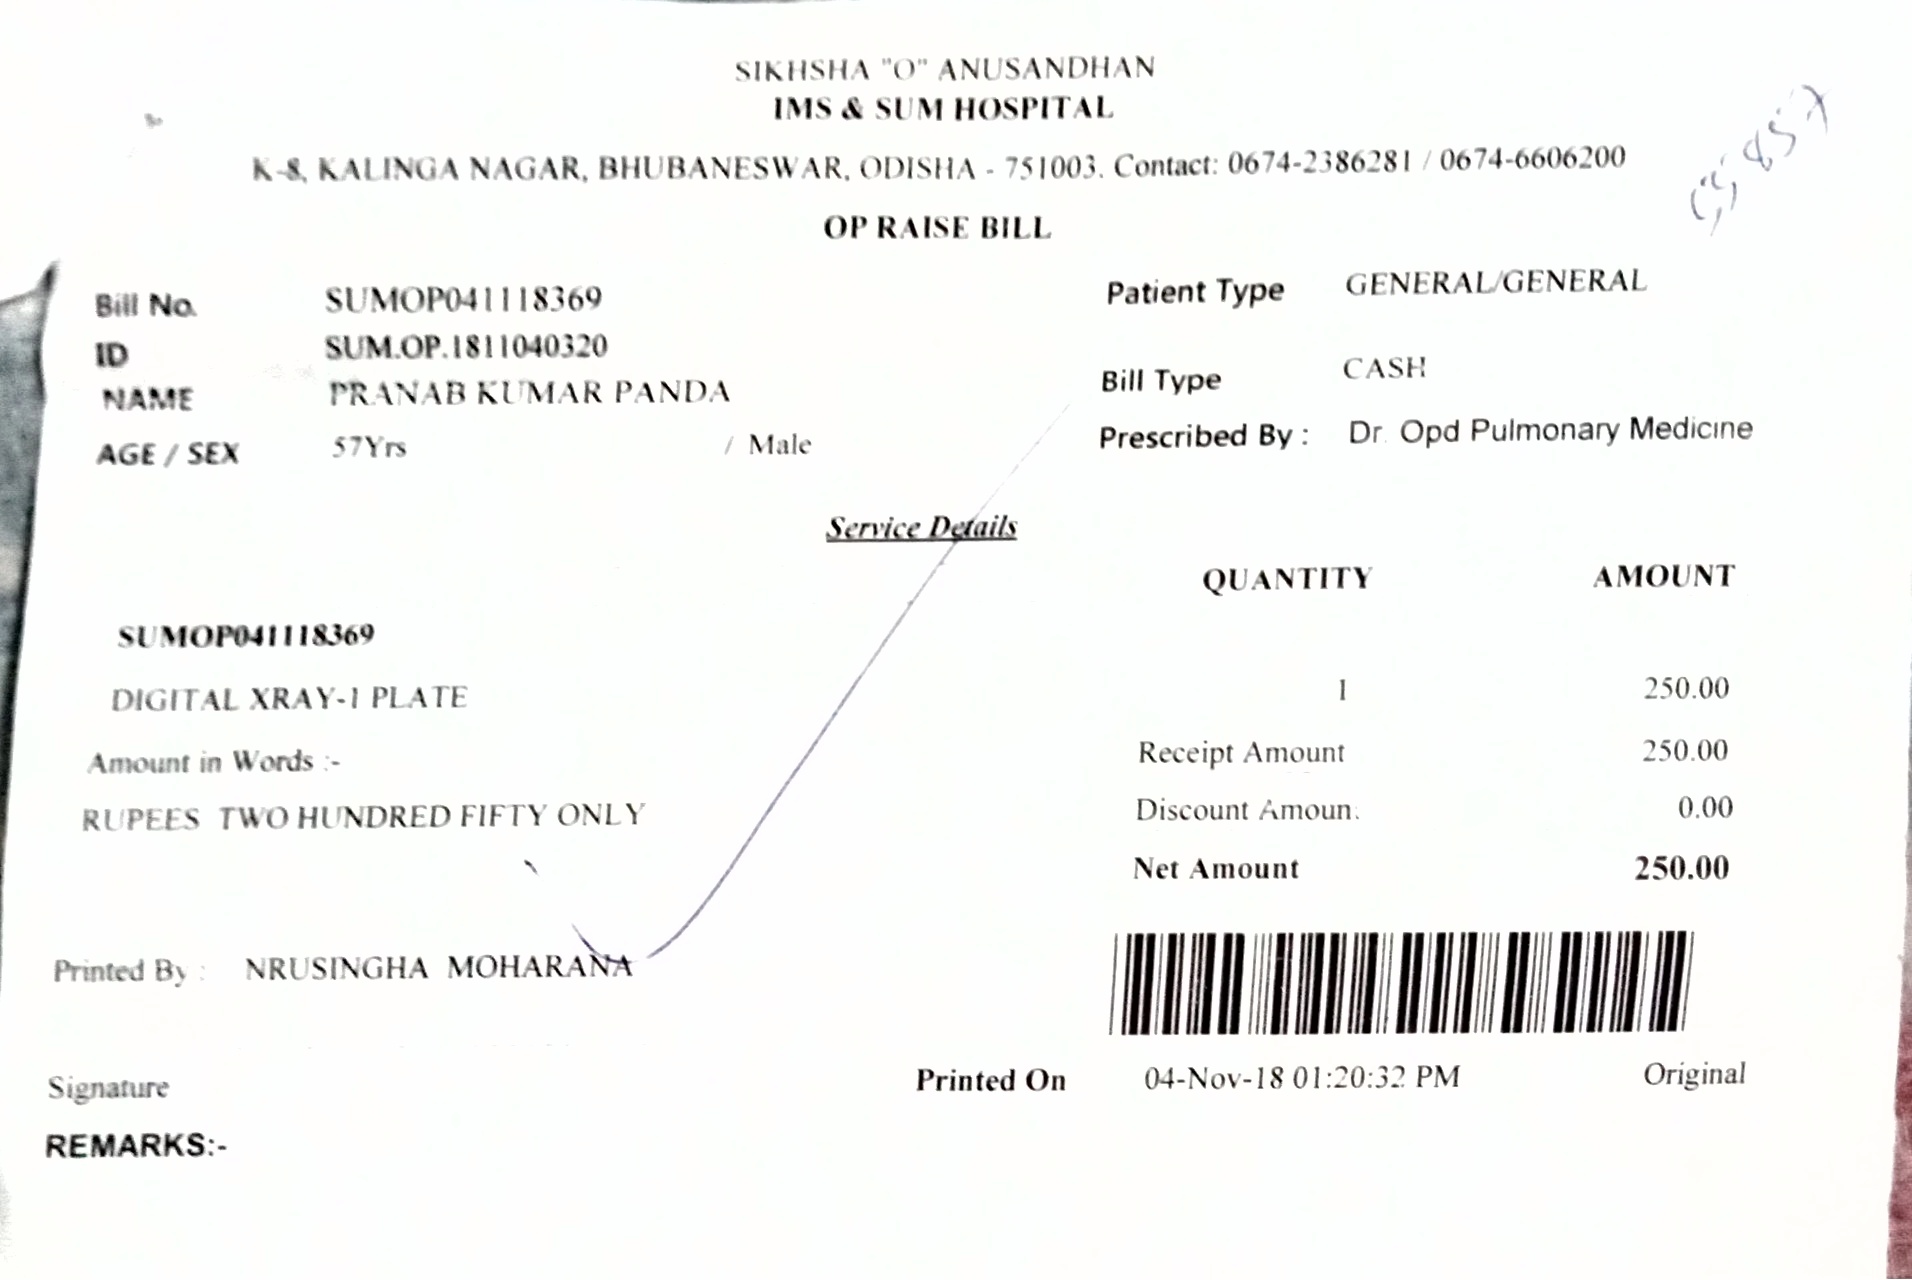 SIKHSHA "O" ANUSANDHAN
IMS & SUM HOSPITAL
K-8, KALINGA NAGAR, BHUBANESWAR, ODISHA - 751003. Contact: 0674-2386281 / 0674-6606200
OP RAISE BILL
Bill No. SUMOP041118369 Patient Type GENERAL/GENERAL
ID SUM.OP.1811040320
NAME PRANAB KUMAR PANDA Bill Type CASH
AGE / SEX 57Yrs / Male Prescribed By : Dr. Opd Pulmonary Medicine
Service Details
QUANTITY AMOUNT
SUMOP041118369
DIGITAL XRAY-1 PLATE 1 250.00
Amount in Words :- Receipt Amount 250.00
RUPEES TWO HUNDRED FIFTY ONLY Discount Amoun. 0.00
Net Amount 250.00
Printed By : NRUSINGHA MOHARANA
Signature Printed On 04-Nov-18 01:20:32 PM Original
REMARKS:-